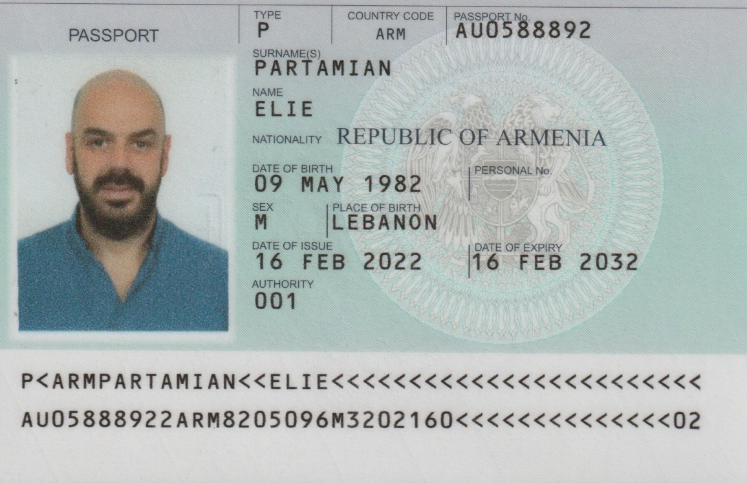 PASSPORT
TYPE
P
COUNTRY CODE
ARM
PASSPORT No.
AU0588892
SURNAME(S)
PARTAMIAN
NAME
ELIE
NATIONALITY REPUBLIC OF ARMENIA
DATE OF BIRTH
09 MAY 1982
PERSONAL No.
SEX
M
PLACE OF BIRTH
LEBANON
DATE OF ISSUE
16 FEB 2022
DATE OF EXPIRY
16 FEB 2032
AUTHORITY
001
P<ARMPARTAMIAN<<ELIE<<<<<<<<<<<<<<<<<<<<<<<<
AU05888922ARM8205096M3202160<<<<<<<<<<<<<<02